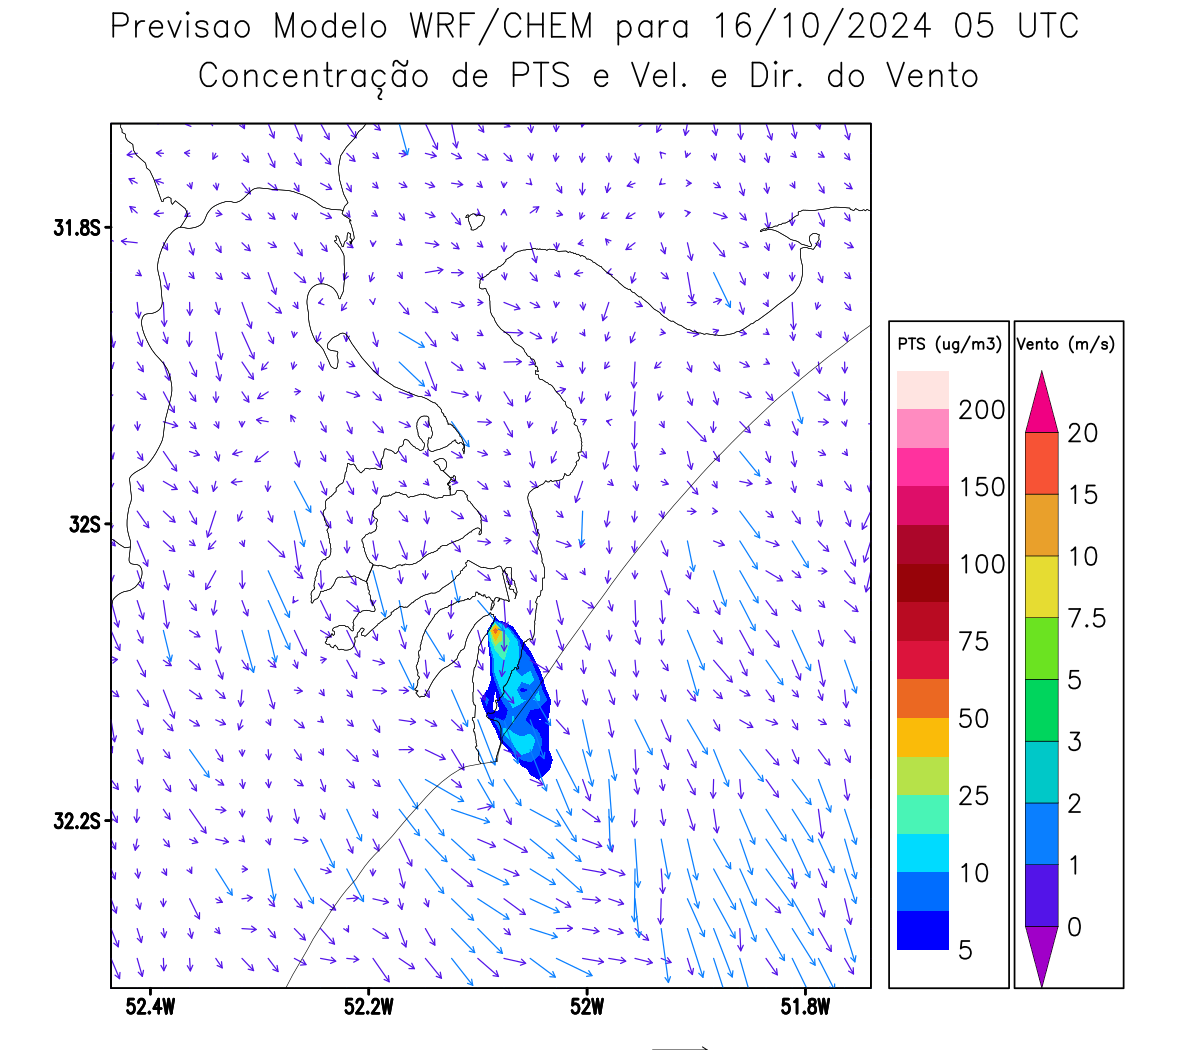 Previsao Modelo WRF/CHEM para 16/10/2024 05 UTC
Concentração de PTS e Vel. e Dir. do Vento
31.8S
32S
32.2S
52.4W
52.2W
52W
51.8W
PTS (ug/m3)
200
150
100
75
50
25
10
5
Vento (m/s)
20
15
10
7.5
5
3
2
1
0